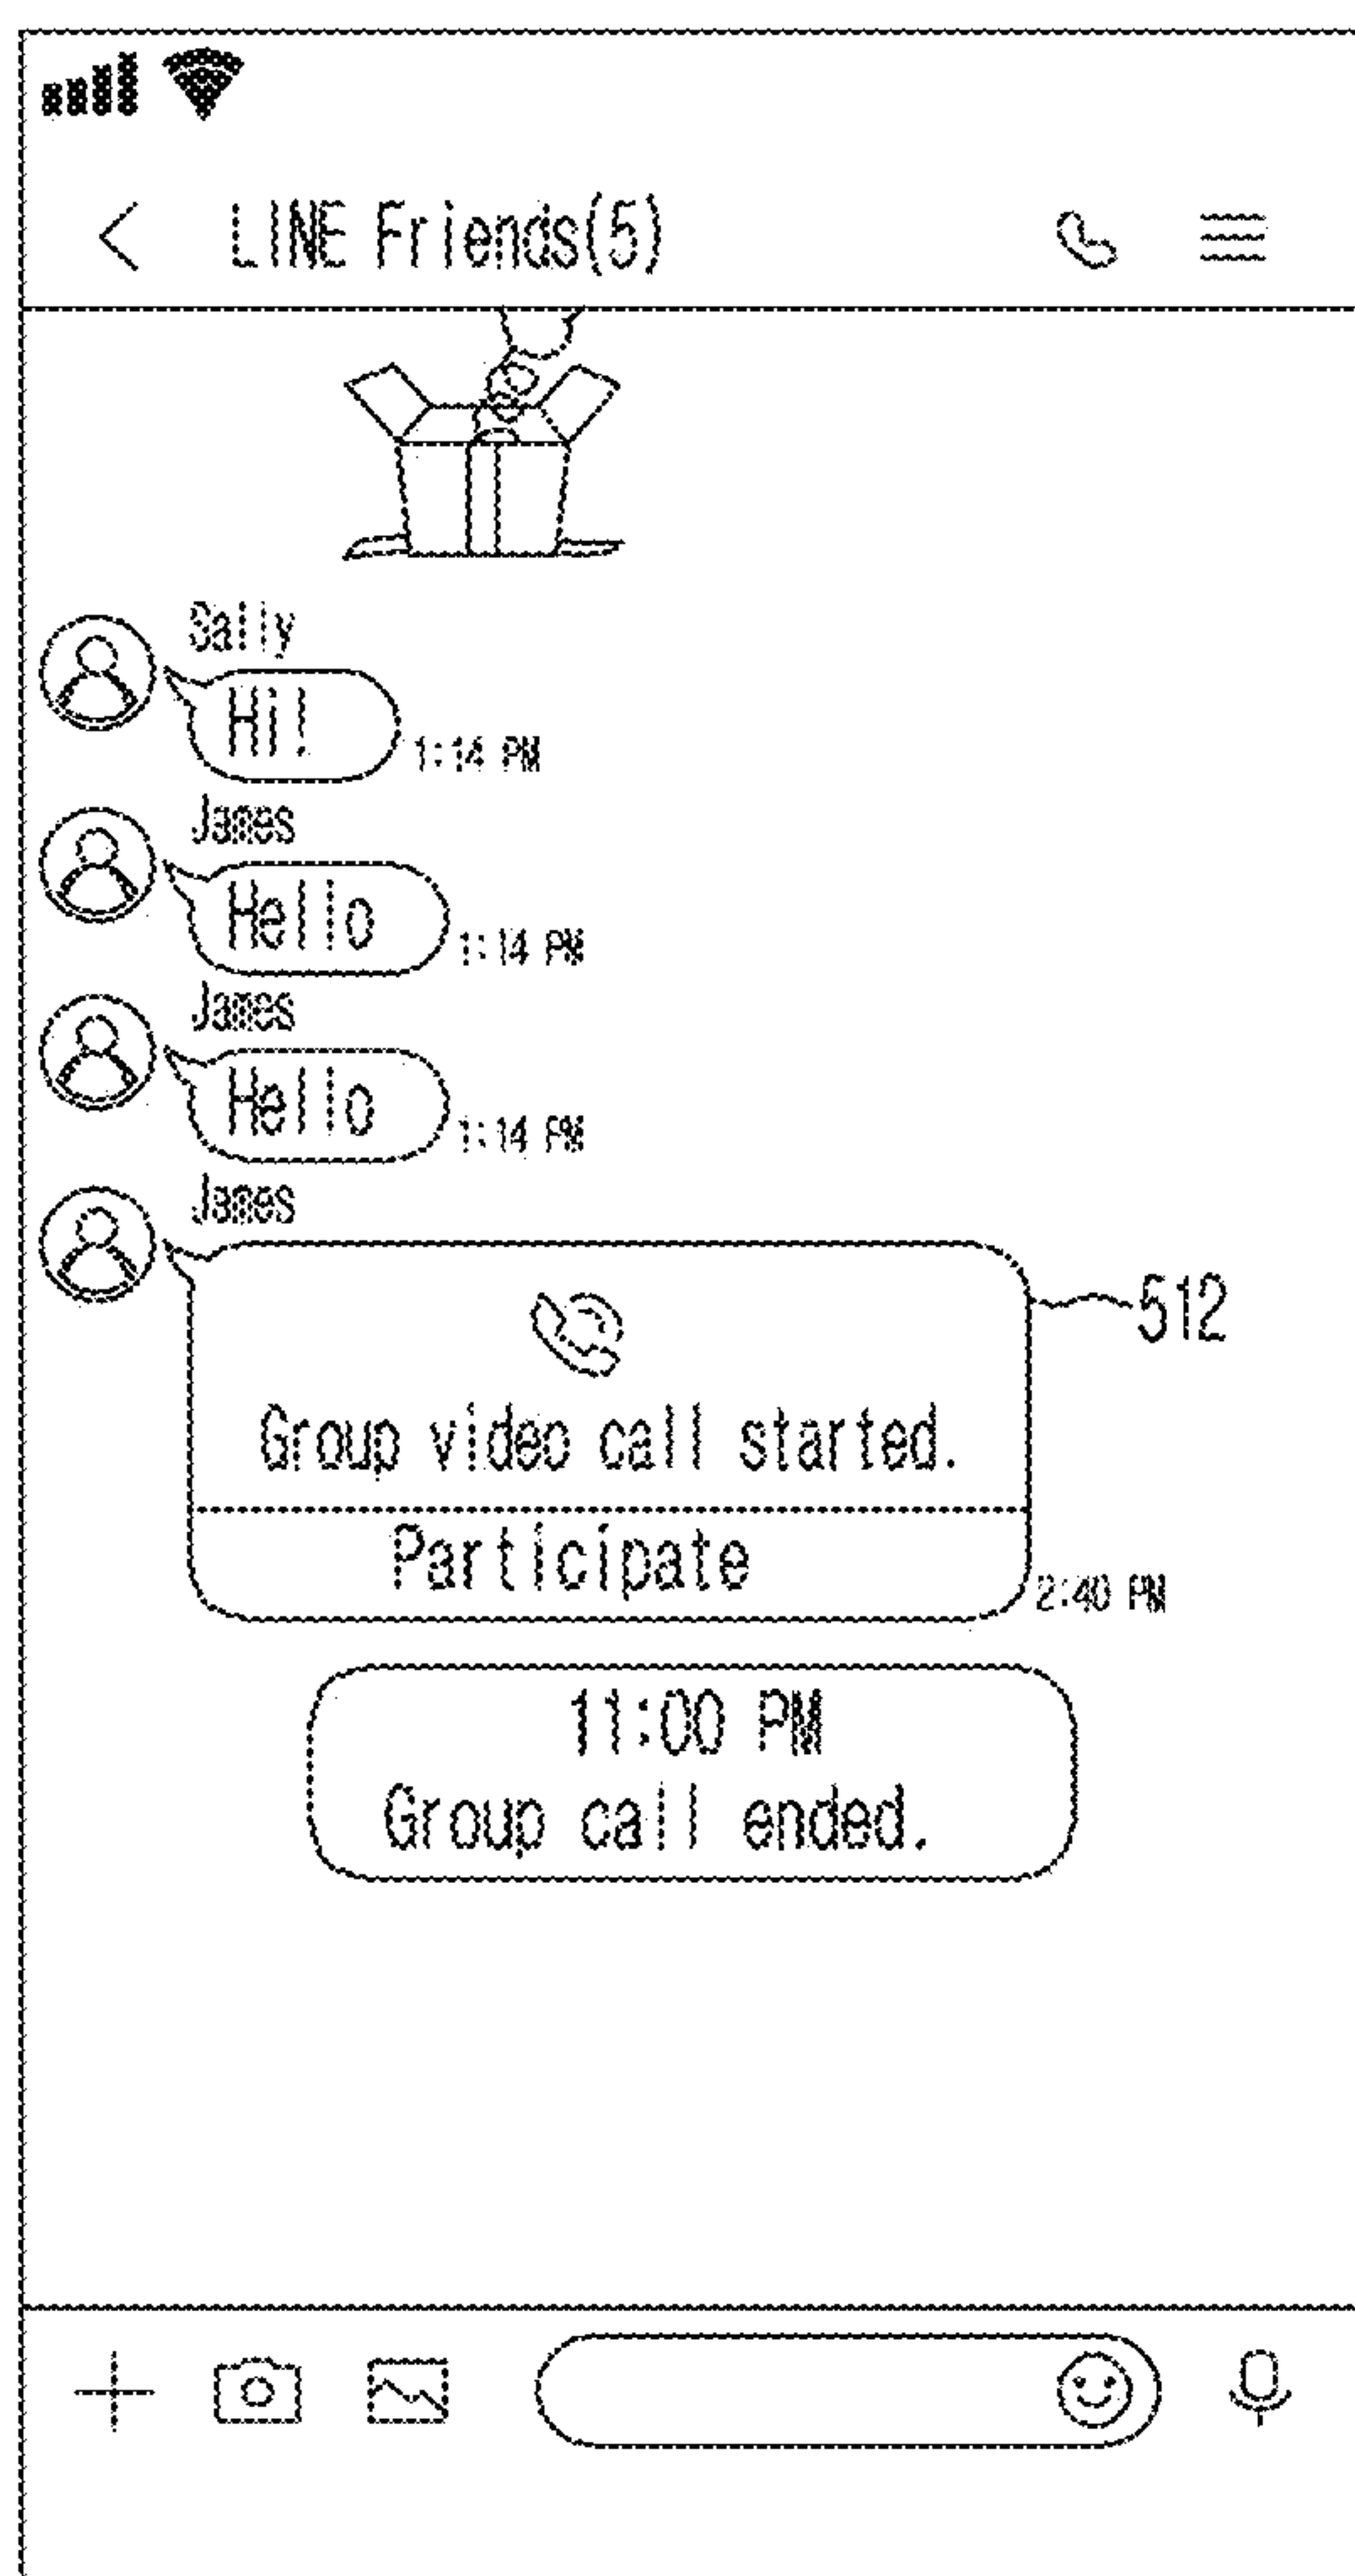 LINE Friends(5)
Sally
Hi!
1:14 PM
James
Hello
1:14 PM
James
Hello
1:14 PM
James
512
Group video call started.
Participate
2:40 PM
11:00 PM
Group call ended.